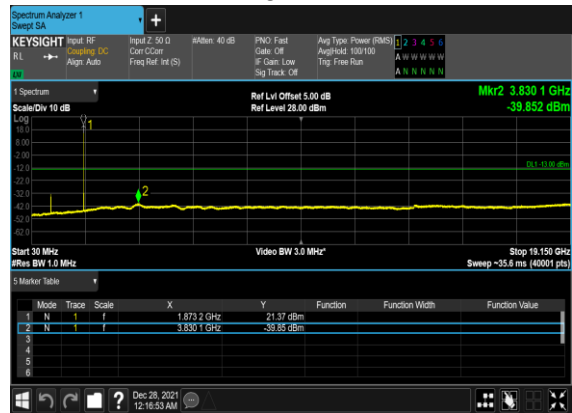 Spectrum Analyzer 1
Swept SA
+
KEYSIGHT Input: RF Input Z: 50 Ω #Atten: 40 dB PNO: Fast Avg Type: Power (RMS) 1 2 3 4 5 6
RL Coupling: DC Corr CCorr Gate: Off Avg|Hold: 100/100 A W W W W W
Align: Auto Freq Ref: Int (S) IF Gain: Low Trig: Free Run
Sig Track: Off A N N N N N
LW
1 Spectrum Ref Lvl Offset 5.00 dB Mkr2 3.830 1 GHz
Scale/Div 10 dB Ref Level 28.00 dBm -39.852 dBm
Log
18.0
8.00
-2.00
-12.0
-22.0
-32.0
-42.0
-52.0
-62.0
1
2
DL1 -13.00 dBm
Start 30 MHz Video BW 3.0 MHz* Stop 19.150 GHz
#Res BW 1.0 MHz Sweep ~35.6 ms (40001 pts)
5 Marker Table
Mode Trace Scale X Y Function Function Width Function Value
1 N 1 f 1.873 2 GHz 21.37 dBm
2 N 1 f 3.830 1 GHz -39.85 dBm
3
4
5
6
? Dec 28, 2021
12:16:53 AM